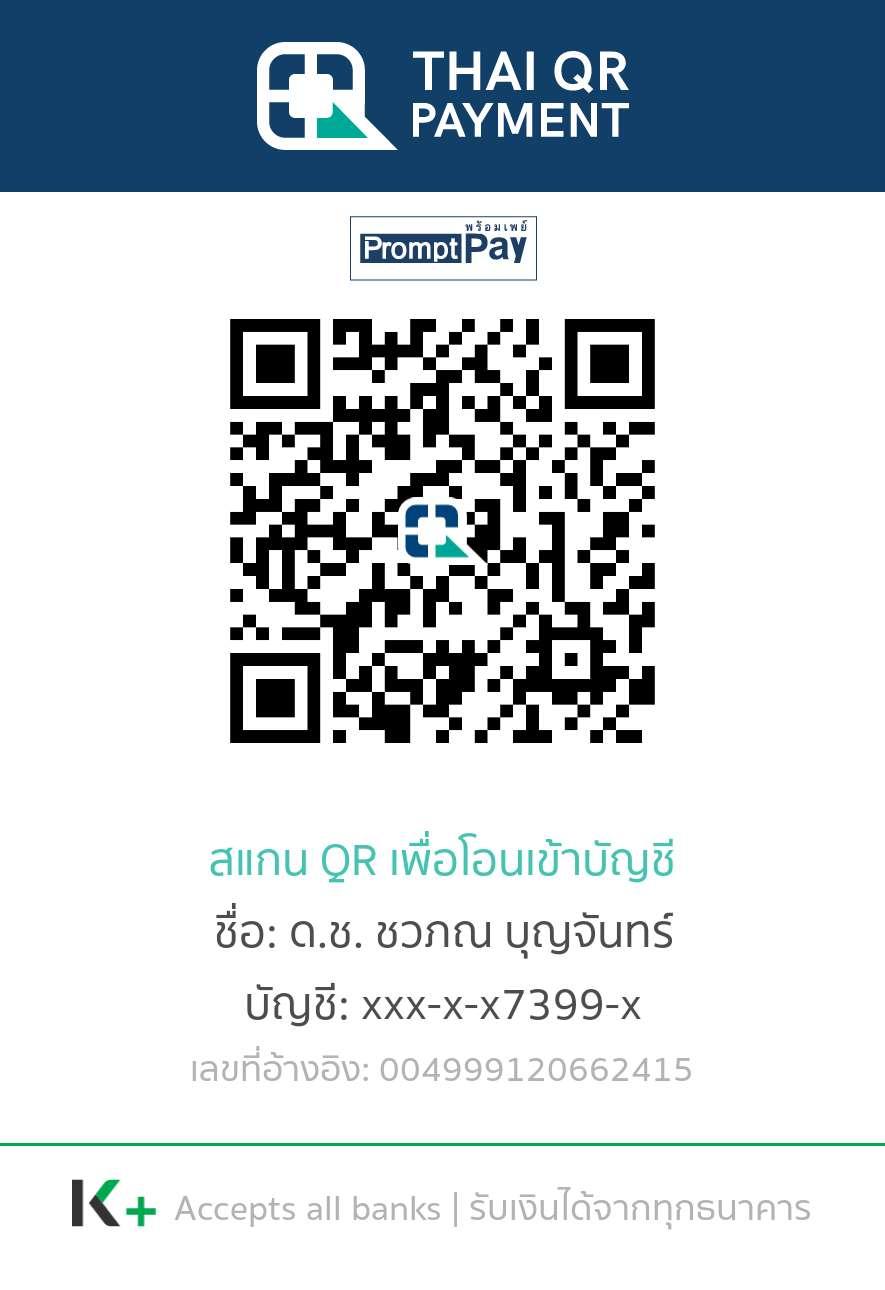 THAI QR
PAYMENT
พร้อมเพย์
PromptPay
สแกน QR เพื่อโอนเข้าบัญชี
ชื่อ: ด.ช. ชวภณ บุญจันทร์
บัญชี: xxx-x-x7399-x
เลขที่อ้างอิง: 004999120662415
K+ Accepts all banks | รับเงินได้จากทุกธนาคาร